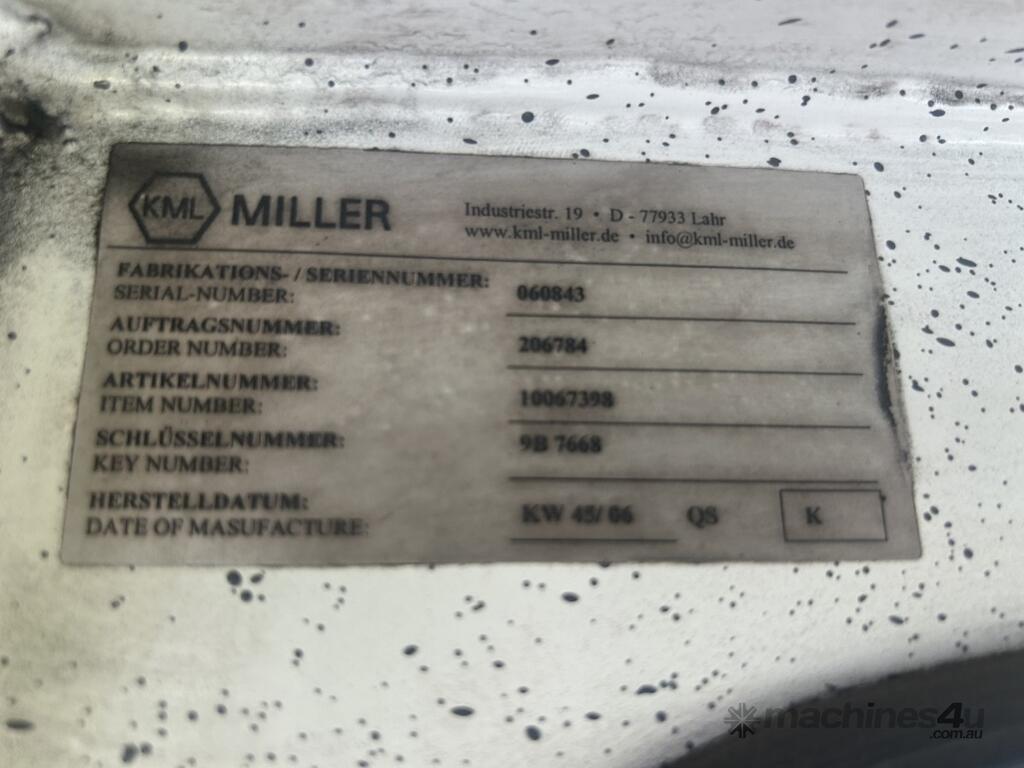 KML MILLER
Industriestr. 19 • D - 77933 Lahr
www.kml-miller.de • info@kml-miller.de
FABRIKATIONS- / SERIENNUMMER:
SERIAL-NUMBER: 060843
AUFTRAGSNUMMER:
ORDER NUMBER: 206784
ARTIKELNUMMER:
ITEM NUMBER: 10067398
SCHLÜSSELNUMMER:
KEY NUMBER: 9B 7668
HERSTELLDATUM:
DATE OF MASUFACTURE: KW 45/ 06 QS K
machines4u
.com.au